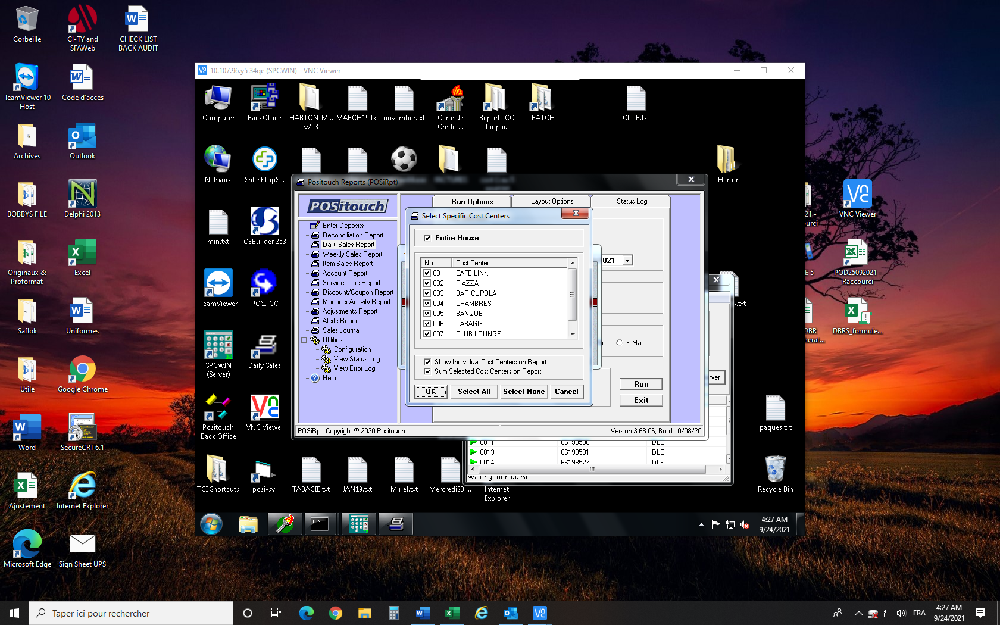 Corbeille
CI-TY and
SFAWeb
CHECK LIST
BACK AUDIT
TeamViewer 10
Host
Code d'acces
Archives
Outlook
BOBBYS FILE
Delphi 2013
Originaux &
Proformat
Excel
Saflok
Uniformes
Utile
Google Chrome
Word
SecureCRT 6.1
Ajustement
Internet Explorer
Microsoft Edge
Sign Sheet UPS
10.107.96.y5 34qe (SPCWIN) - VNC Viewer
Computer
BackOffice
HARTON_M...
v253
MARCH19.txt
november.txt
Carte de
Credit ...
Reports CC
Pinpad
BATCH
CLUB.txt
Network
SplashtopS...
Harton
min.txt
C3Builder 253
TeamViewer
POSI-CC
SPCWIN
(Server)
Daily Sales
Positouch
Back Office
VNC Viewer
TGI Shortcuts
posi-svr
TABAGIE.txt
JAN19.txt
M riel.txt
Mercredi23j...
Internet
Explorer
paques.txt
Recycle Bin
Positouch Reports (POSiRpt)
POSitouch
Enter Deposits
Reconciliation Report
Daily Sales Report
Weekly Sales Report
Item Sales Report
Account Report
Service Time Report
Discount/Coupon Report
Manager Activity Report
Adjustments Report
Alerts Report
Sales Journal
Utilities
Configuration
View Status Log
View Error Log
Help
Run Options
Layout Options
Status Log
2021
E-Mail
Run
Exit
POSiRpt, Copyright © 2020 Positouch
Version 3.68.06, Build 10/08/20
Select Specific Cost Centers
Entire House
No. Cost Center
001 CAFE LINK
002 PIAZZA
003 BAR CUPOLA
004 CHAMBRES
005 BANQUET
006 TABAGIE
007 CLUB LOUNGE
Show Individual Cost Centers on Report
Sum Selected Cost Centers on Report
OK
Select All
Select None
Cancel
rver
A.txt
0011 66198530 IDLE
0013 66198531 IDLE
0014 66198527 IDLE
Waiting for request
4:27 AM
9/24/2021
21 -
urci
VNC Viewer
E 5
POD25092021 -
Raccourci
DBR
nerat...
DBRS_formule...
Taper ici pour rechercher
FRA
4:27 AM
9/24/2021